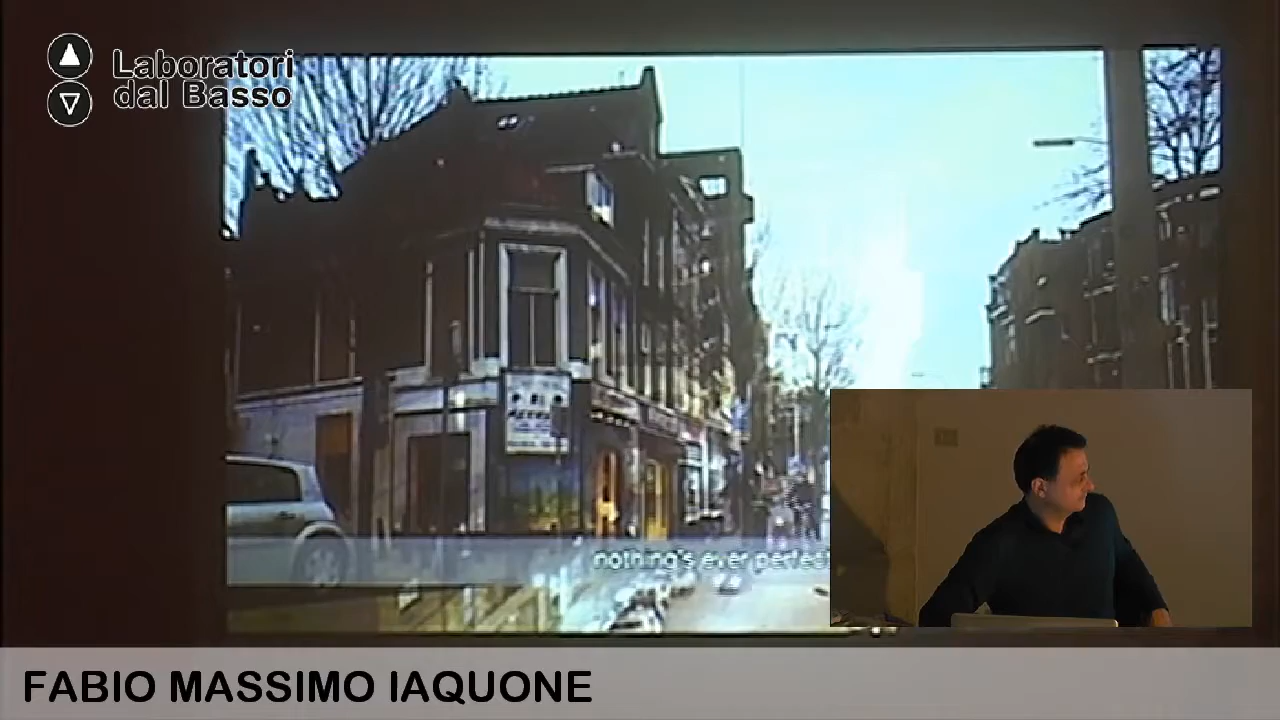 Laboratori
dal Basso
nothing's ever perfect
FABIO MASSIMO IAQUONE